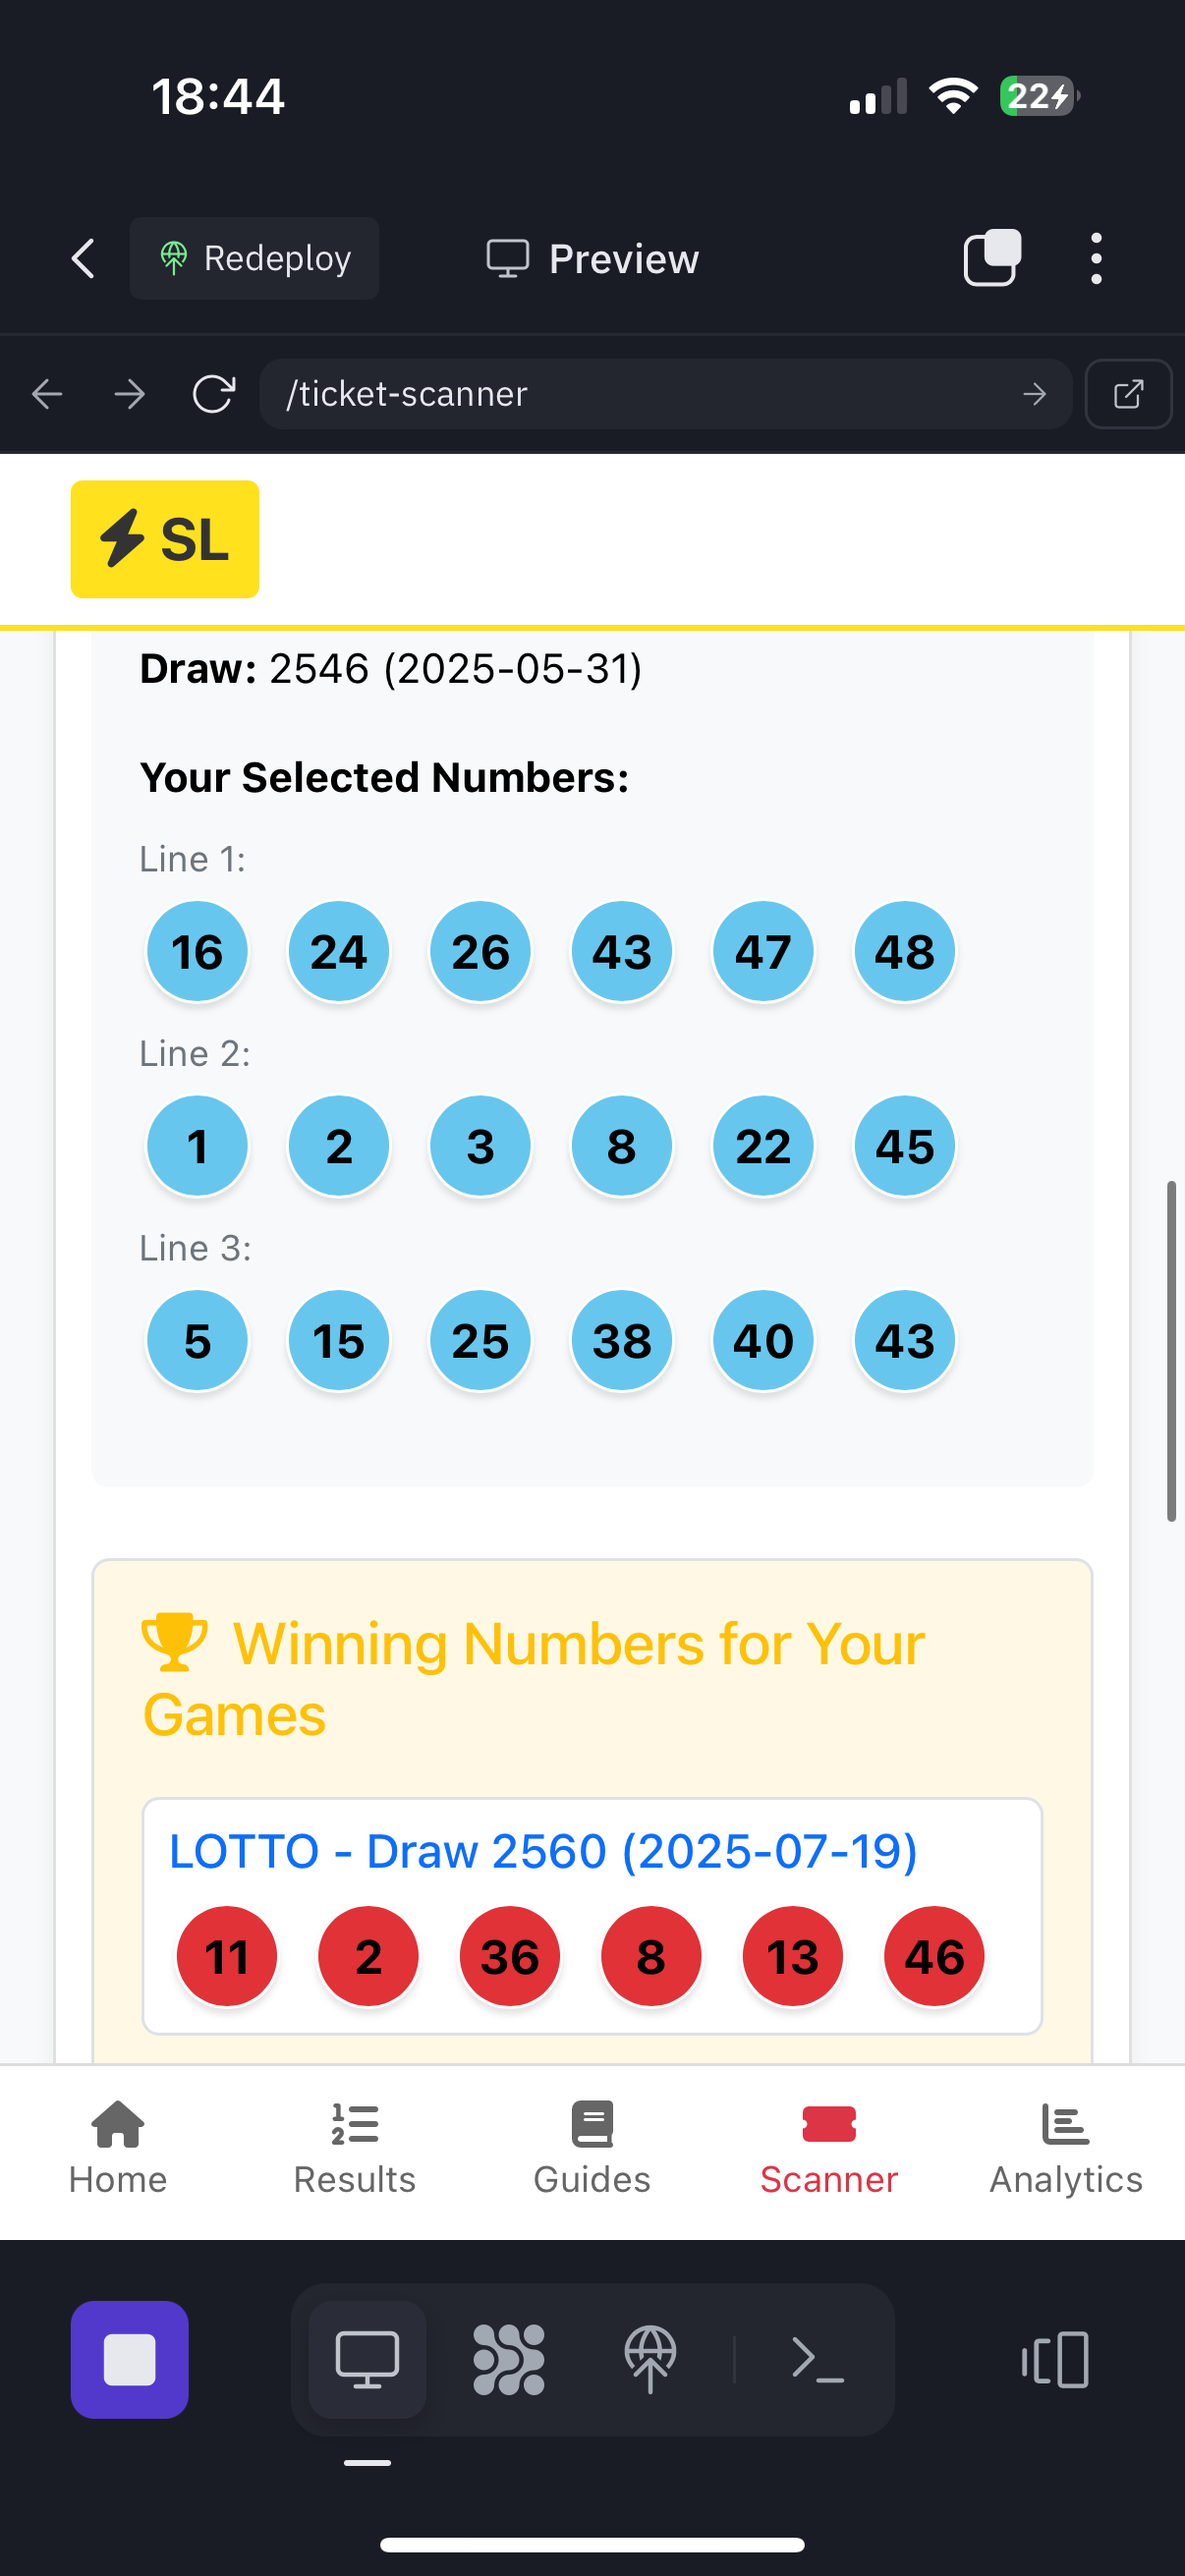 18:44
22
Redeploy
Preview
/ticket-scanner
SL
Draw: 2546 (2025-05-31)
Your Selected Numbers:
Line 1:
16 24 26 43 47 48
Line 2:
1 2 3 8 22 45
Line 3:
5 15 25 38 40 43
Winning Numbers for Your
Games
LOTTO - Draw 2560 (2025-07-19)
11 2 36 8 13 46
Home Results Guides Scanner Analytics